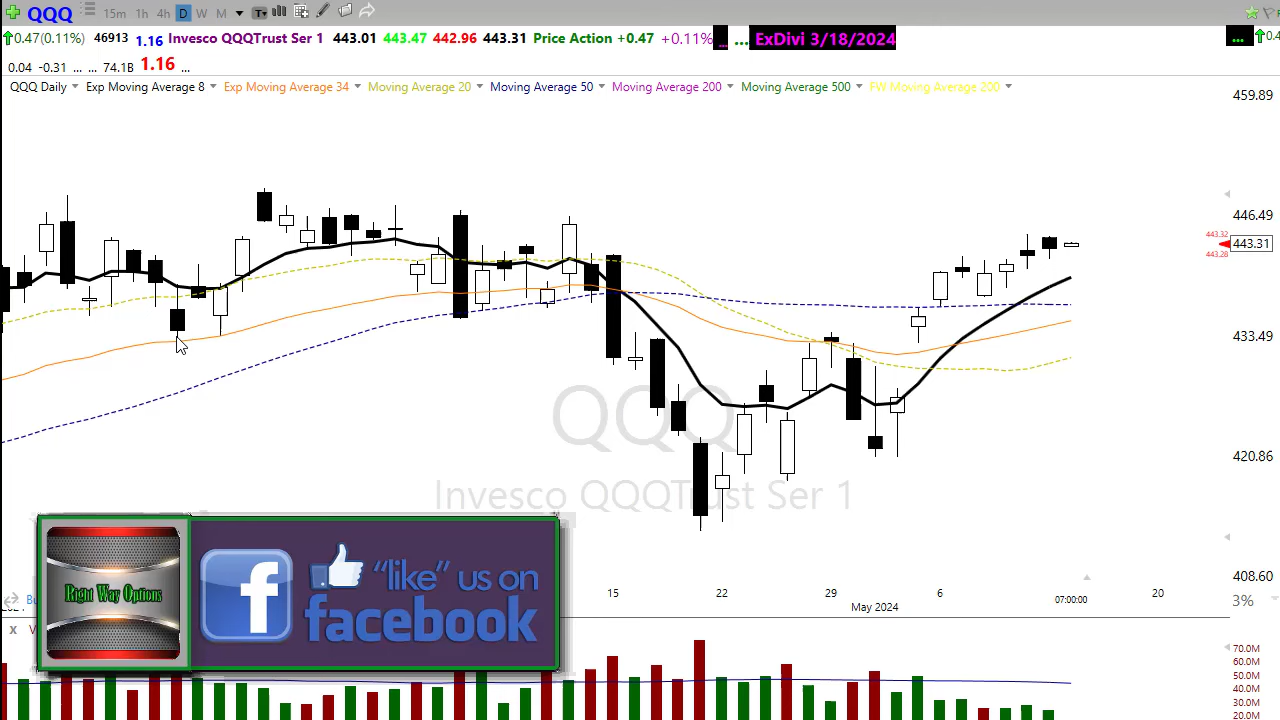 QQQ 15m 1h 4h D W M T
0.47(0.11%) 46913 1.16 Invesco QQQTrust Ser 1 443.01 443.47 442.96 443.31 Price Action +0.47 +0.11% ... ... ExDivi 3/18/2024 ... 0.4
0.04 -0.31 ... ... 74.1B 1.16 ...
QQQ Daily Exp Moving Average 8 Exp Moving Average 34 Moving Average 20 Moving Average 50 Moving Average 200 Moving Average 500 FW Moving Average 200
459.89
446.49
443.32
443.31
443.28
433.49
QQQ
420.86
Invesco QQQTrust Ser 1
408.60
15 22 29 6 20
May 2024 07:00:00
3%
Right Way Options
f
"like" us on
facebook
X V
70.0M
60.0M
50.0M
40.0M
30.0M
20.0M